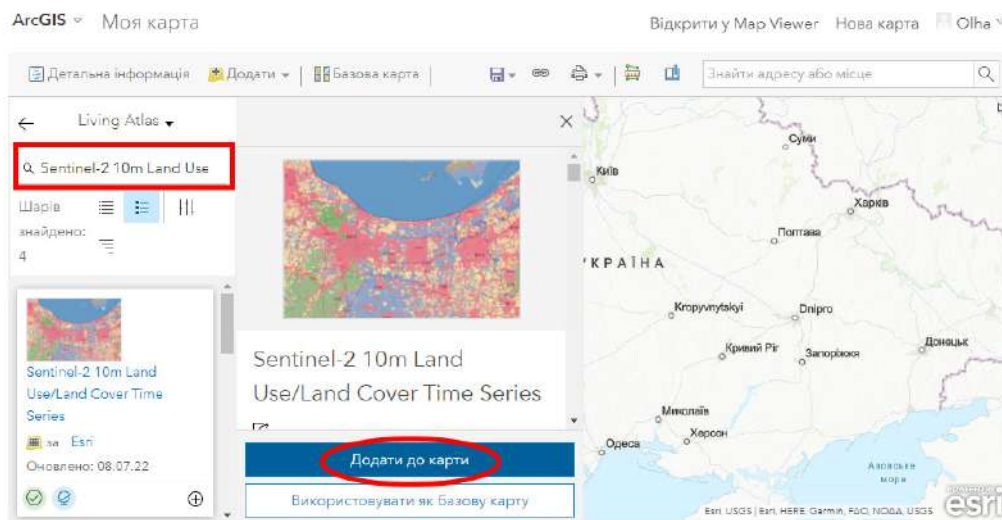 ArcGIS Моя карта
Відкрити у Map Viewer Нова карта Olha
Детальна інформація Додати Базова карта
Знайти адресу або місце
Living Atlas
Sentinel-2 10m Land Use
Шарів
знайдено:
4
Sentinel-2 10m Land
Use/Land Cover Time
Series
за Esri
Оновлено: 08.07.22
Sentinel-2 10m Land
Use/Land Cover Time Series
Додати до карти
Використовувати як базову карту
Суми
Київ
Харків
Полтава
УКРАЇНА
Kropyvnytskyi
Dnipro
Кривий Ріг
Запоріжжя
Донецьк
Миколаїв
Херсон
Одеса
Азовське
море
Esri, USGS | Esri, HERE, Garmin, FAO, NOAA, USGS
esri